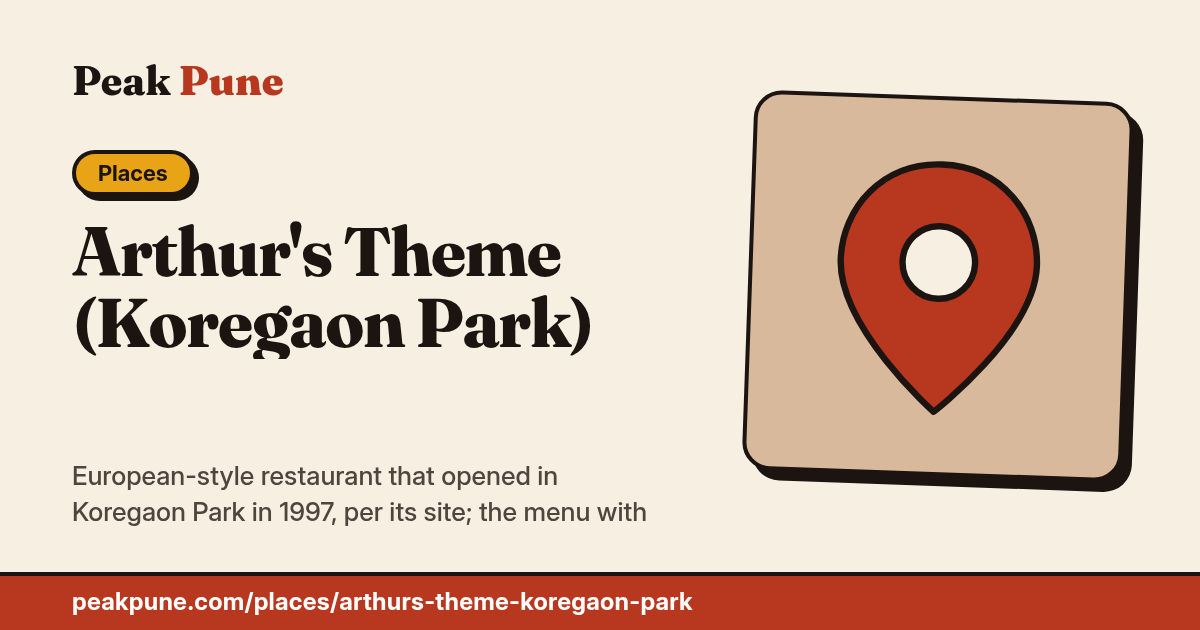 Peak Pune
Places
Arthur's Theme
(Koregaon Park)
European-style restaurant that opened in
Koregaon Park in 1997, per its site; the menu with
peakpune.com/places/arthurs-theme-koregaon-park